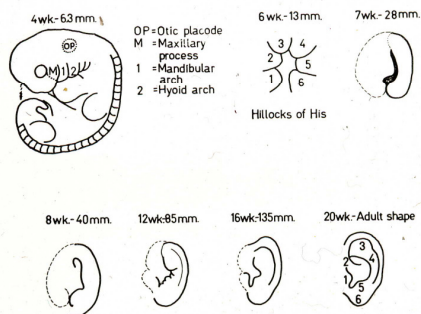 4wk.-6.3mm.
OP
M 1 2
OP=Otic placode
M =Maxillary
process
1 =Mandibular
arch
2 =Hyoid arch
6wk.-13mm.
3 4
2 5
1 6
Hillocks of His
7wk.-28mm.
8wk.-40mm.
12wk.85mm.
16wk.-135mm.
20wk.-Adult shape
3
2 4
1 5
6